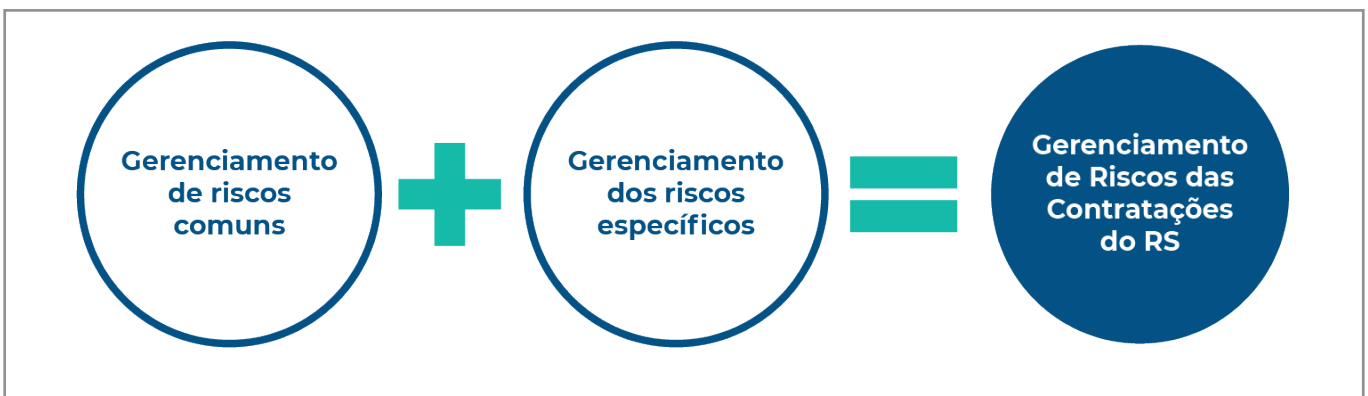 Gerenciamento
de riscos
comuns
Gerenciamento
dos riscos
específicos
Gerenciamento
de Riscos das
Contratações
do RS